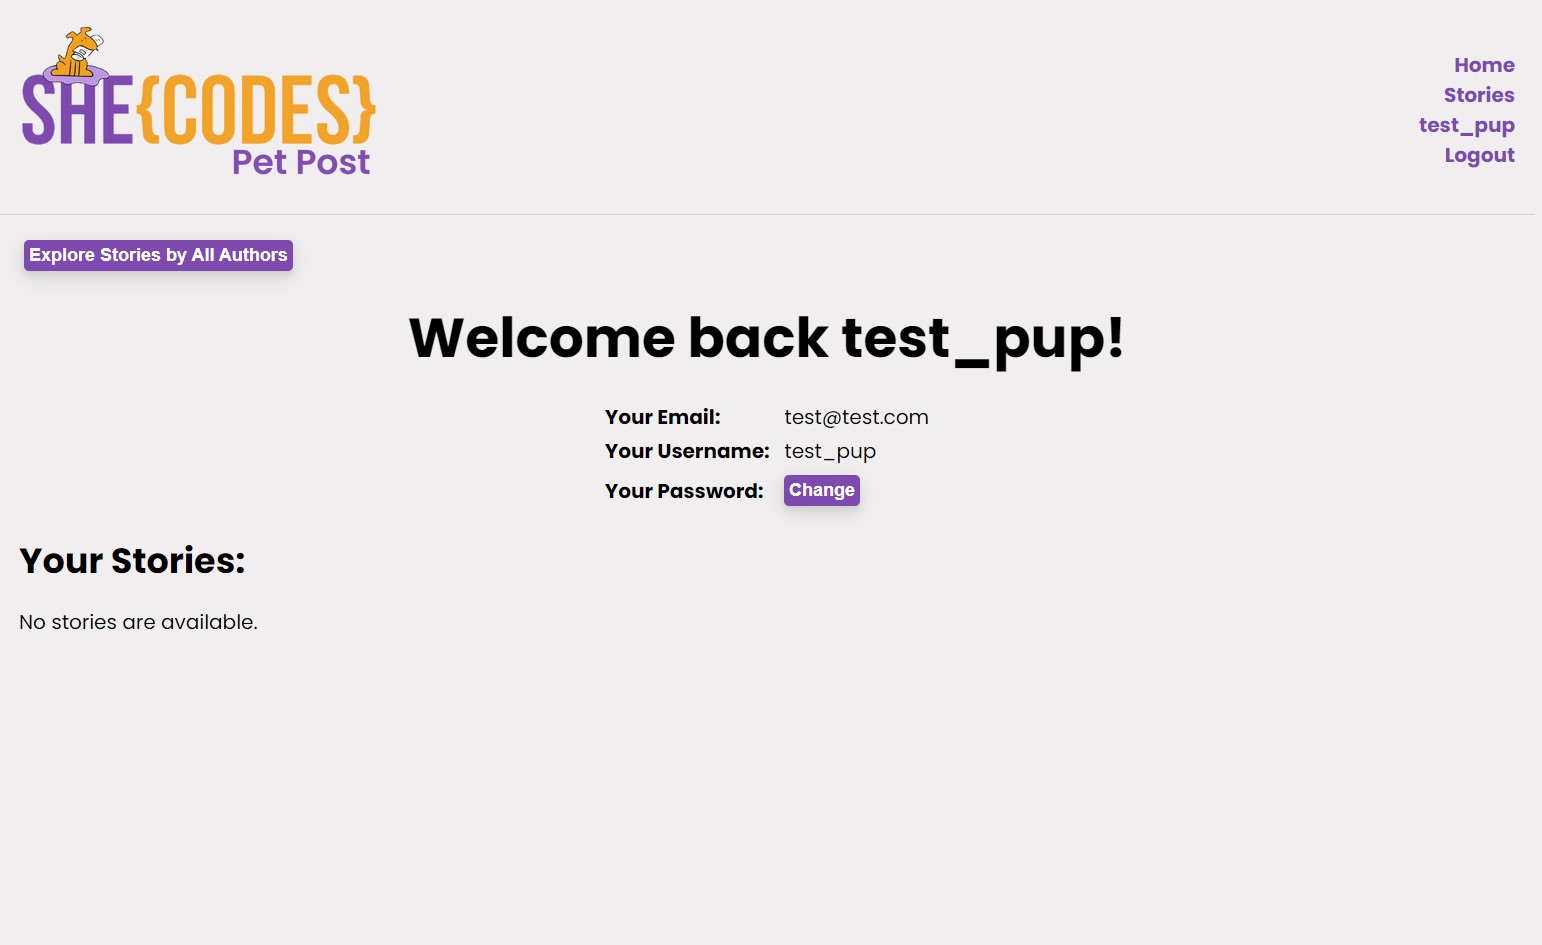 SHE{CODES}
Pet Post
Home
Stories
test_pup
Logout
Explore Stories by All Authors
Welcome back test_pup!
Your Email: test@test.com
Your Username: test_pup
Your Password: Change
Your Stories:
No stories are available.